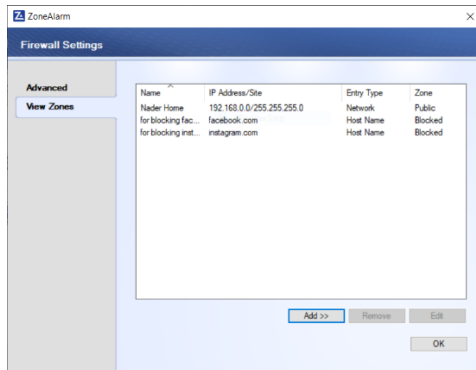 ZoneAlarm
Firewall Settings
Advanced
View Zones
Name IP Address/Site Entry Type Zone
Nader Home 192.168.0.0/255.255.255.0 Network Public
for blocking fac... facebook.com Host Name Blocked
for blocking inst... instagram.com Host Name Blocked
Add >> Remove Edit
OK